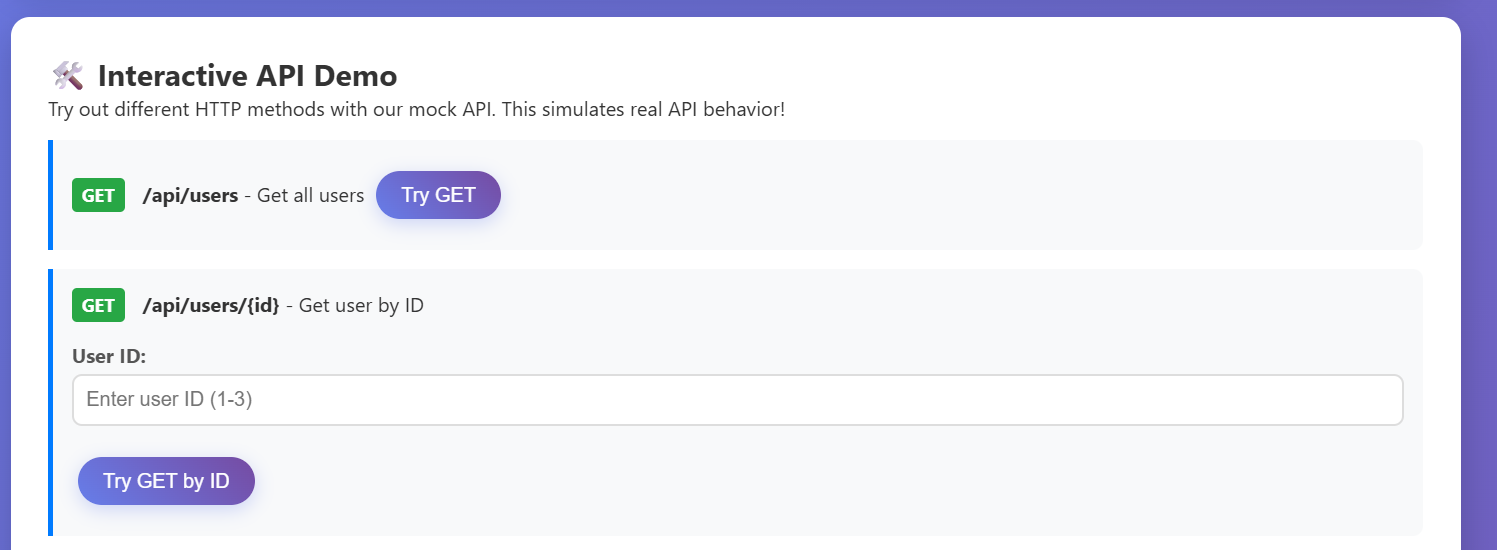 Interactive API Demo
Try out different HTTP methods with our mock API. This simulates real API behavior!
GET /api/users - Get all users Try GET
GET /api/users/{id} - Get user by ID
User ID:
Enter user ID (1-3)
Try GET by ID